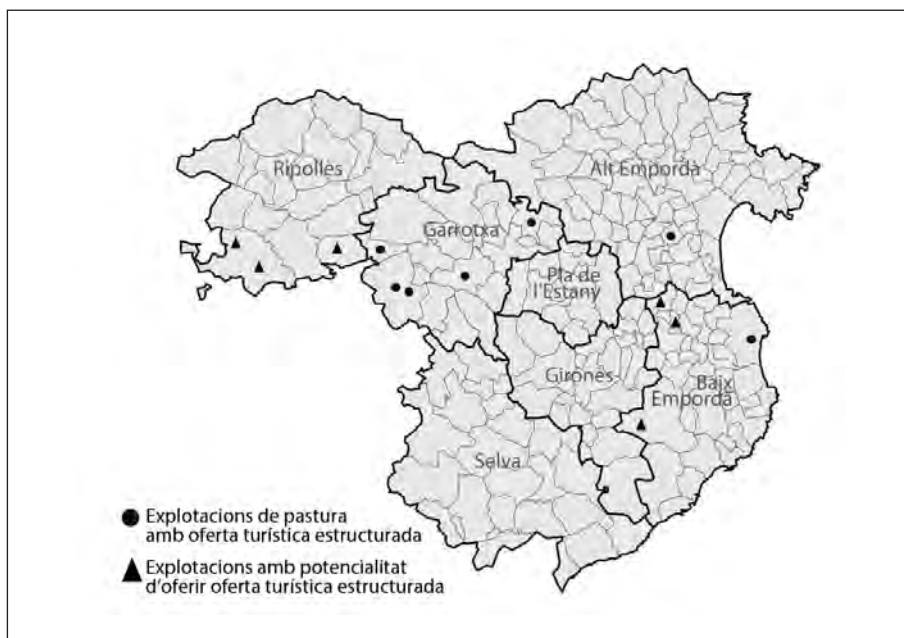 Ripollès
Alt Empordà
Garrotxa
Pla de
l'Estany
Gironès
Baix
Empordà
Selva
Explotacions de pastura
amb oferta turística estructurada
Explotacions amb potencialitat
d'oferir oferta turística estructurada